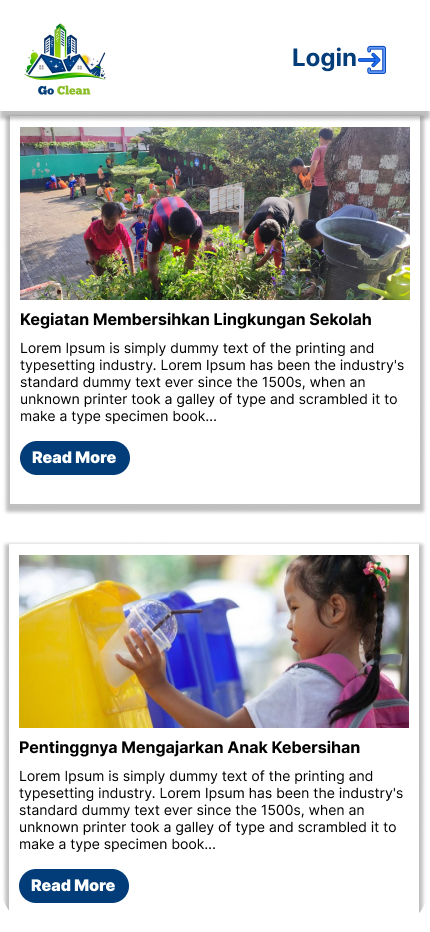 Go Clean
Login
Kegiatan Membersihkan Lingkungan Sekolah
Lorem Ipsum is simply dummy text of the printing and
typesetting industry. Lorem Ipsum has been the industry's
standard dummy text ever since the 1500s, when an
unknown printer took a galley of type and scrambled it to
make a type specimen book...
Read More
Pentinggnya Mengajarkan Anak Kebersihan
Lorem Ipsum is simply dummy text of the printing and
typesetting industry. Lorem Ipsum has been the industry's
standard dummy text ever since the 1500s, when an
unknown printer took a galley of type and scrambled it to
make a type specimen book...
Read More